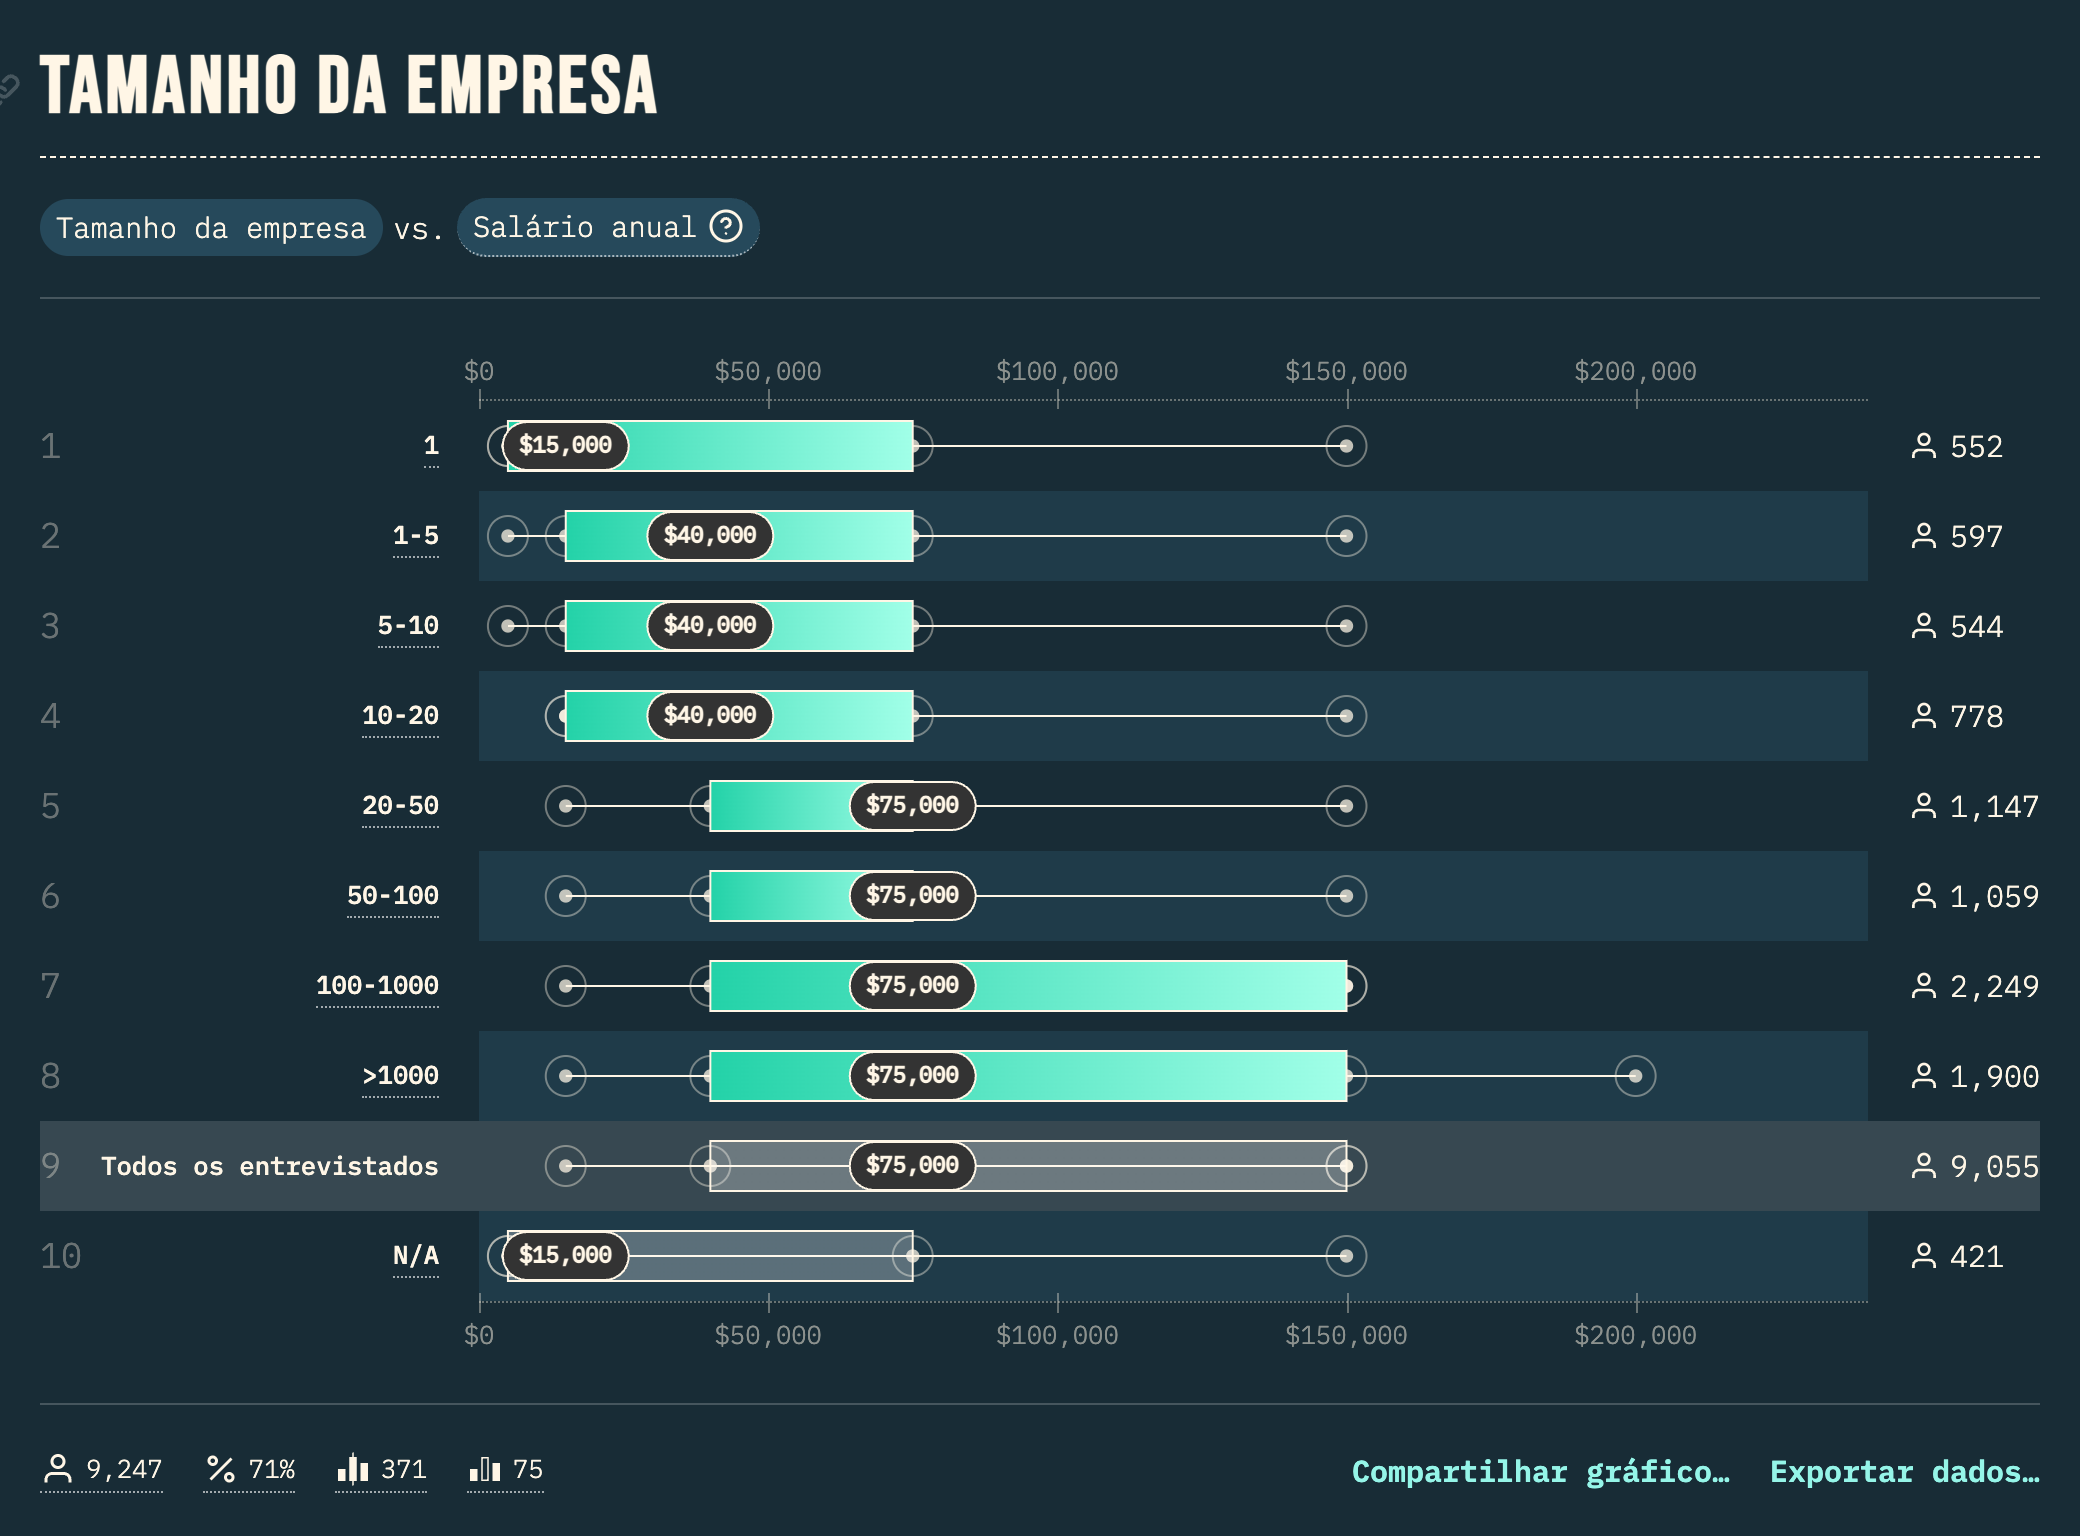 TAMANHO DA EMPRESA
Tamanho da empresa vs. Salário anual
$0 $50,000 $100,000 $150,000 $200,000
1 1 $15,000 552
2 1-5 $40,000 597
3 5-10 $40,000 544
4 10-20 $40,000 778
5 20-50 $75,000 1,147
6 50-100 $75,000 1,059
7 100-1000 $75,000 2,249
8 >1000 $75,000 1,900
9 Todos os entrevistados $75,000 9,055
10 N/A $15,000 421
$0 $50,000 $100,000 $150,000 $200,000
9,247 71% 371 75 Compartilhar gráfico… Exportar dados…